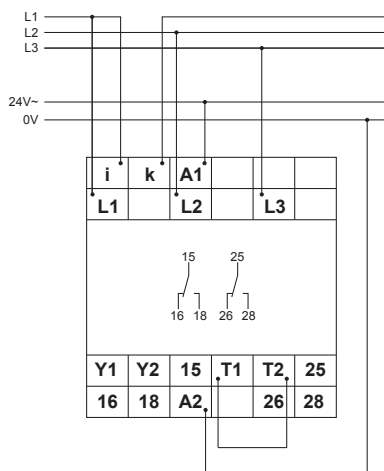 L1
L2
L3
24V~
0V
i k A1
L1 L2 L3
15 25
16 18 26 28
Y1 Y2 15 T1 T2 25
16 18 A2 26 28